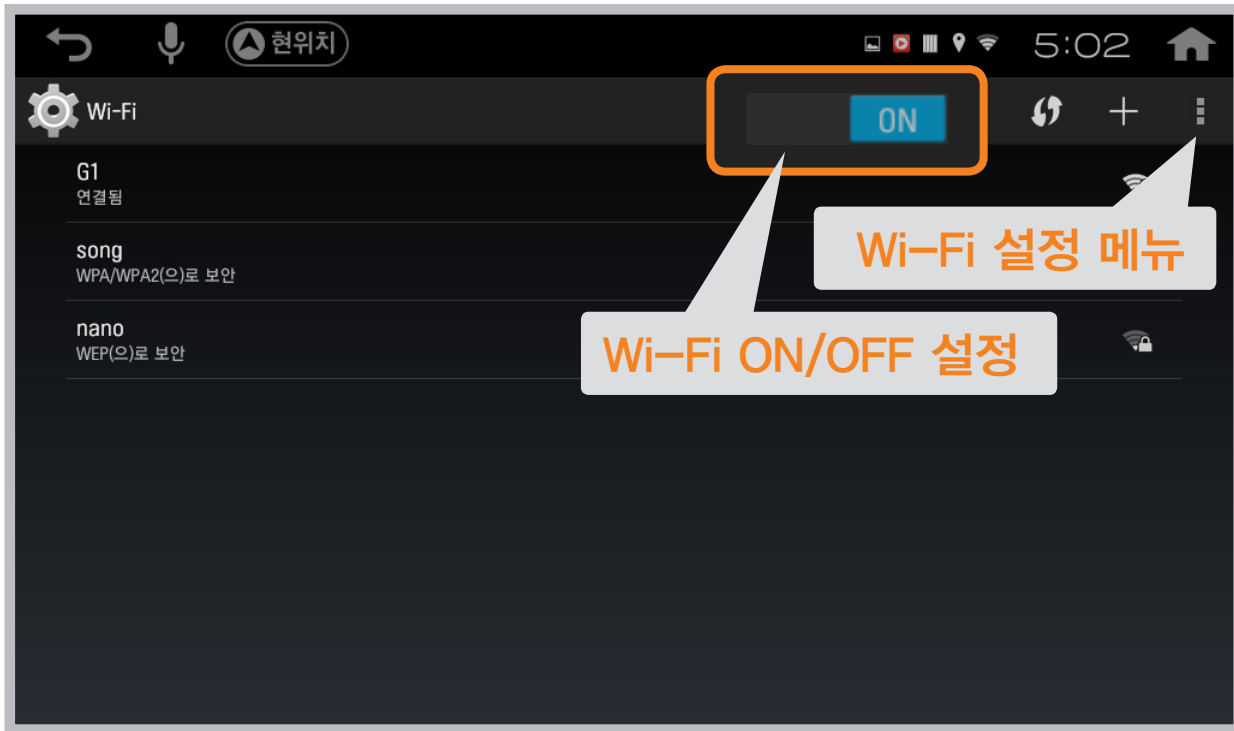 현위치
5:02
Wi-Fi
ON
G1
연결됨
Wi-Fi 설정 메뉴
song
WPA/WPA2(으)로 보안
Wi-Fi ON/OFF 설정
nano
WEP(으)로 보안